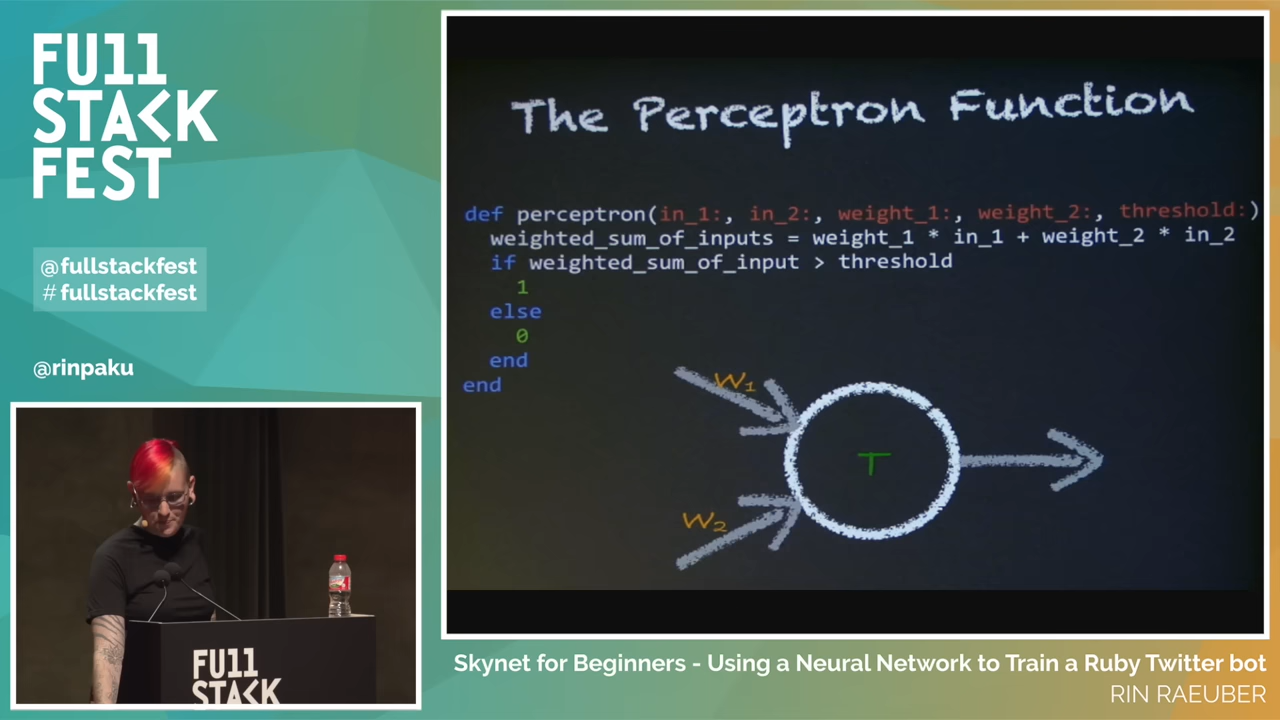 FU11
STACK
FEST
@fullstackfest
# fullstackfest
@rinpaku
FU11
STACK
The Perceptron Function
def perceptron(in_1:, in_2:, weight_1:, weight_2:, threshold:)
weighted_sum_of_inputs = weight_1 * in_1 + weight_2 * in_2
if weighted_sum_of_input > threshold
1
else
0
end
end
W1
T
W2
Skynet for Beginners - Using a Neural Network to Train a Ruby Twitter bot
RIN RAEUBER